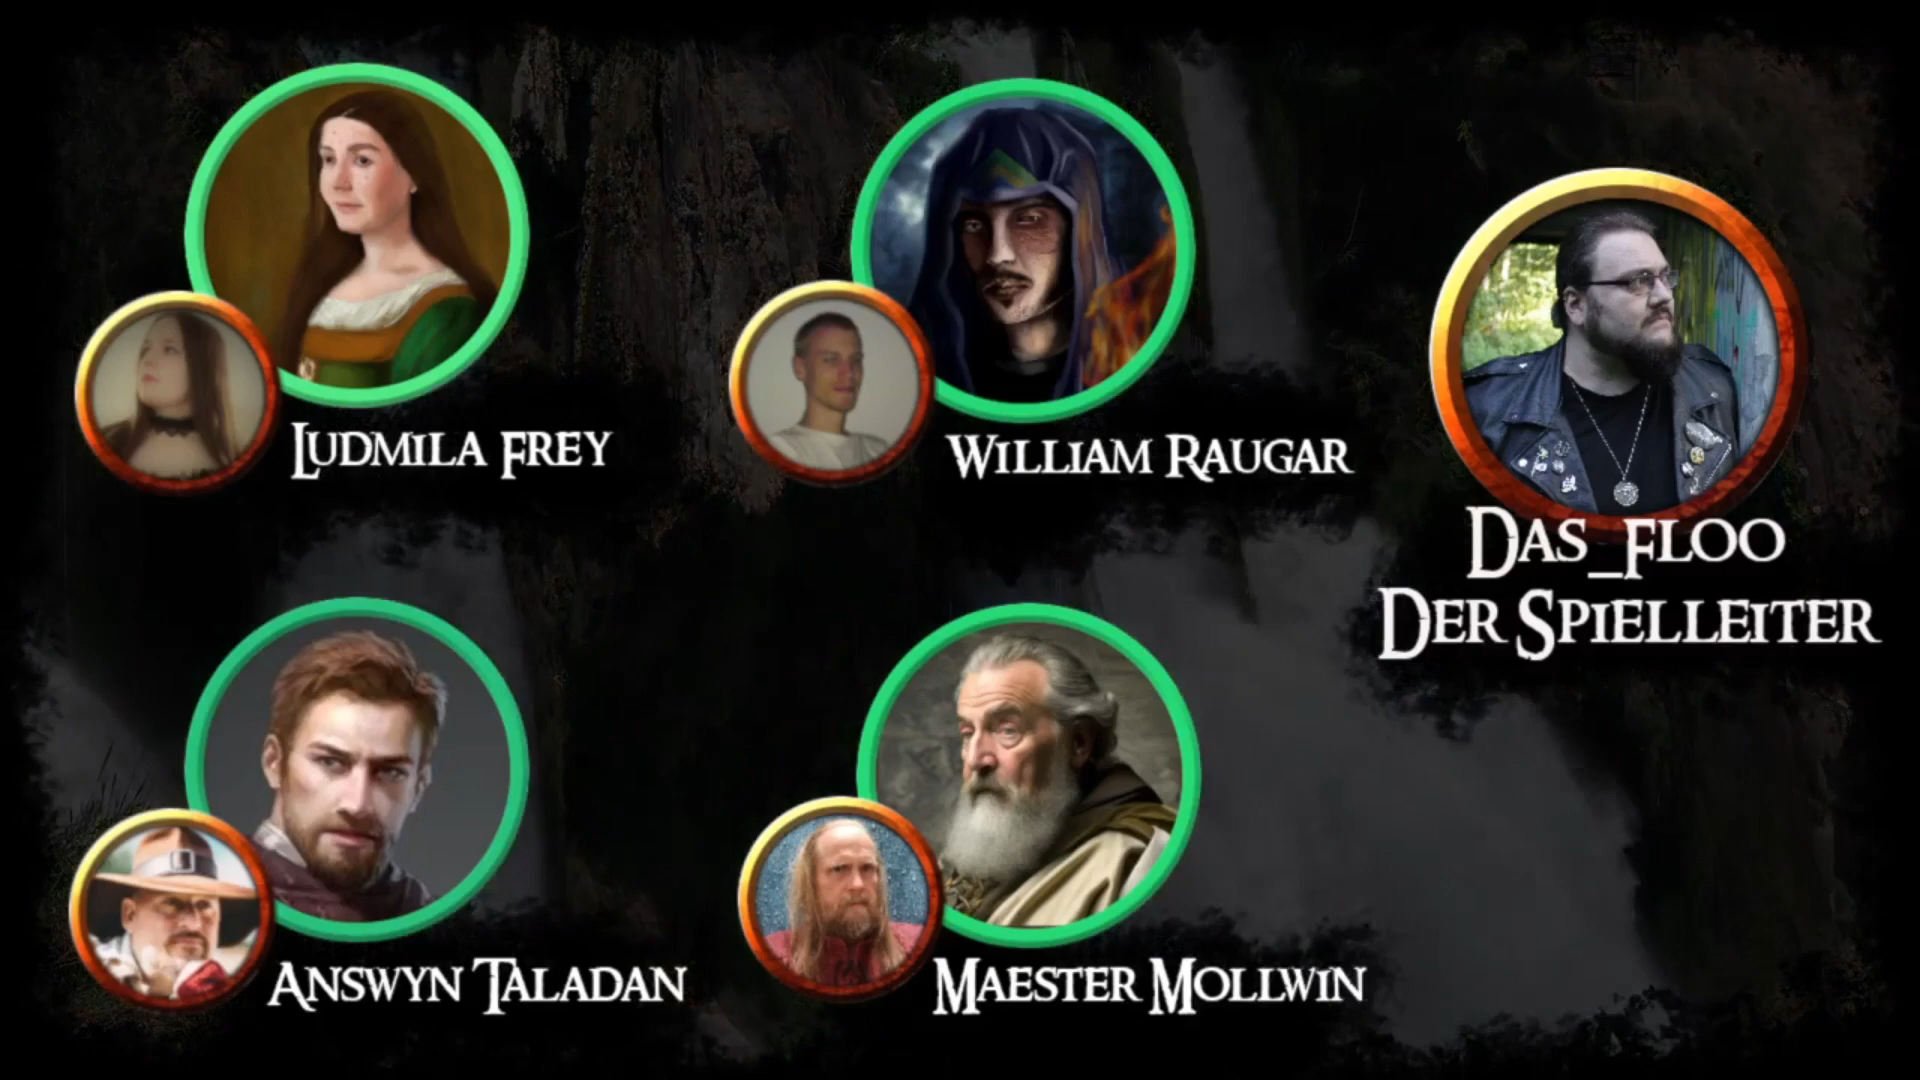 Ludmila Frey
William Raugar
Das_Floo
Der Spielleiter
Answyn Taladan
Maester Mollwin